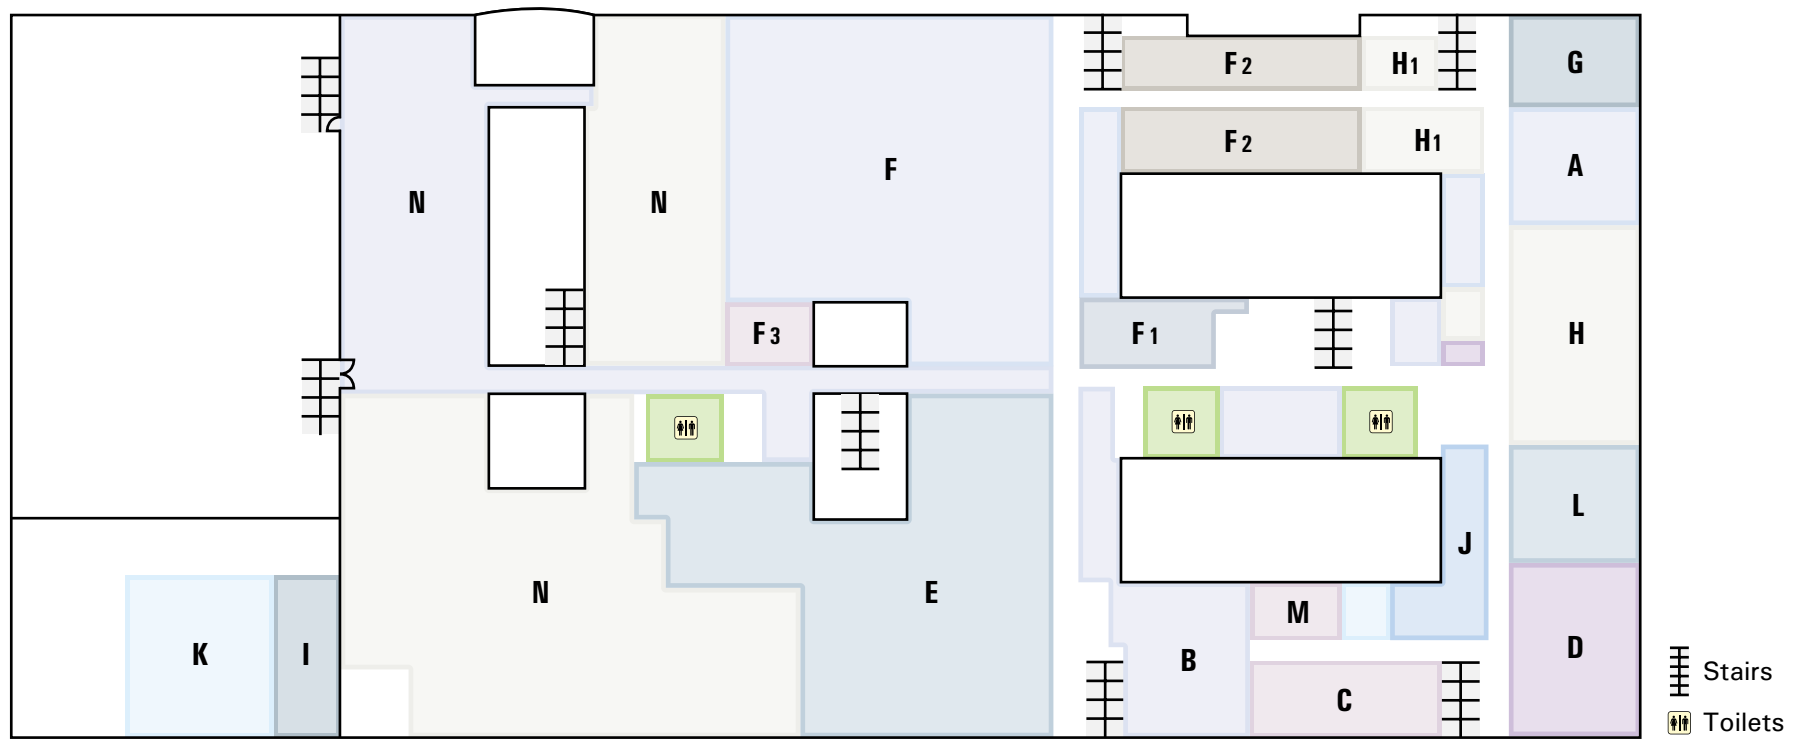 F2 H1 G
F2 H1
N N F A
F3 F1 H
L
J
N E
M
K I B D
C
Stairs
Toilets